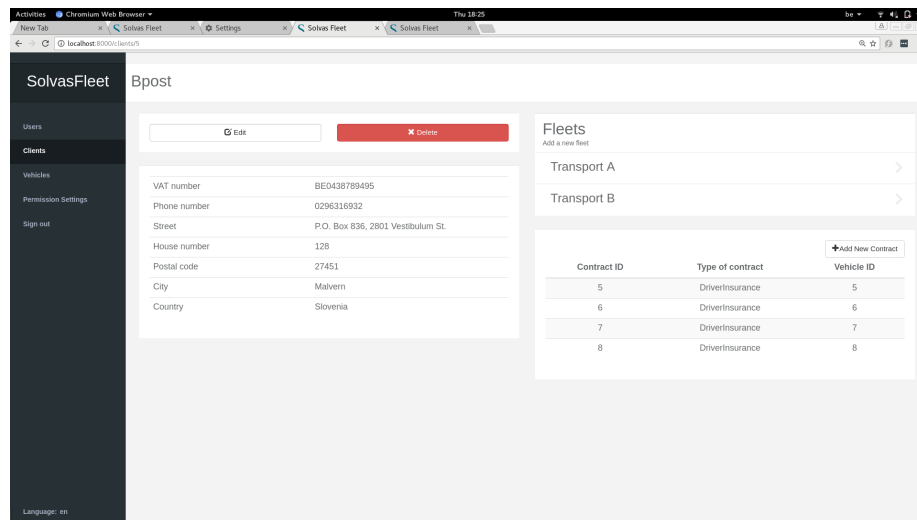 Activities Chromium Web Browser Thu 18:25 be
New Tab Solvas Fleet Settings Solvas Fleet Solvas Fleet
localhost:8000/clients/5
SolvasFleet
Users
Clients
Vehicles
Permission Settings
Sign out
Language: en
Bpost
Edit Delete
VAT number BE0438789495
Phone number 0296316932
Street P.O. Box 836, 2801 Vestibulum St.
House number 128
Postal code 27451
City Malvern
Country Slovenia
Fleets
Add a new fleet
Transport A
Transport B
Add New Contract
Contract ID Type of contract Vehicle ID
5 DriverInsurance 5
6 DriverInsurance 6
7 DriverInsurance 7
8 DriverInsurance 8